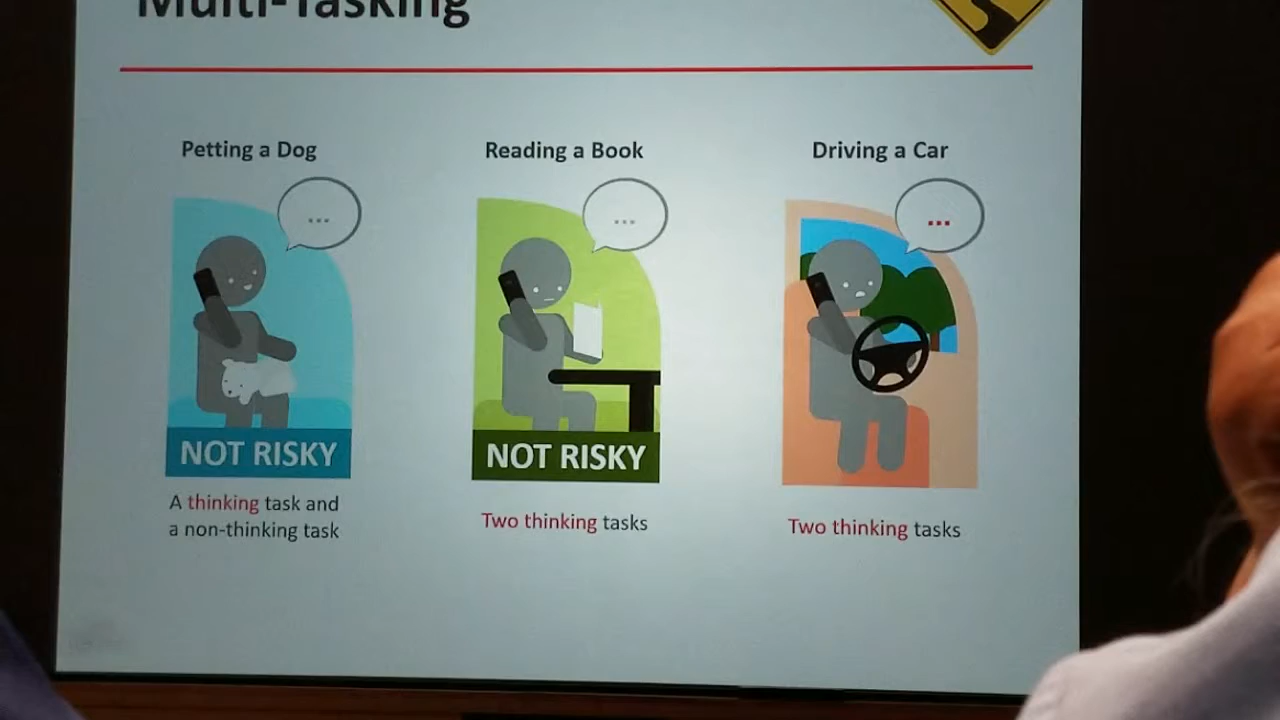 Multi-Tasking
Petting a Dog
Reading a Book
Driving a Car
...
...
...
NOT RISKY
NOT RISKY
A thinking task and
a non-thinking task
Two thinking tasks
Two thinking tasks